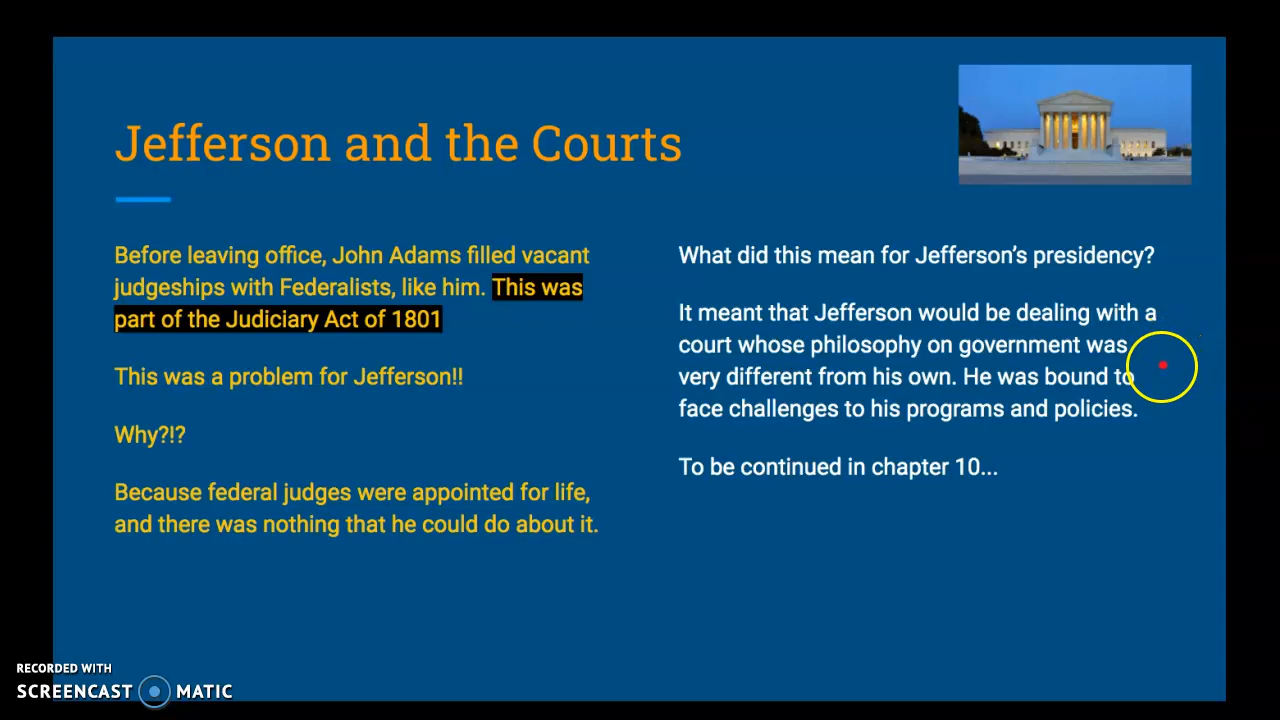 Jefferson and the Courts
Before leaving office, John Adams filled vacant
judgeships with Federalists, like him. This was
part of the Judiciary Act of 1801
This was a problem for Jefferson!!
Why?!?
Because federal judges were appointed for life,
and there was nothing that he could do about it.
What did this mean for Jefferson’s presidency?
It meant that Jefferson would be dealing with a
court whose philosophy on government was
very different from his own. He was bound to
face challenges to his programs and policies.
To be continued in chapter 10...
RECORDED WITH
SCREENCAST MATIC